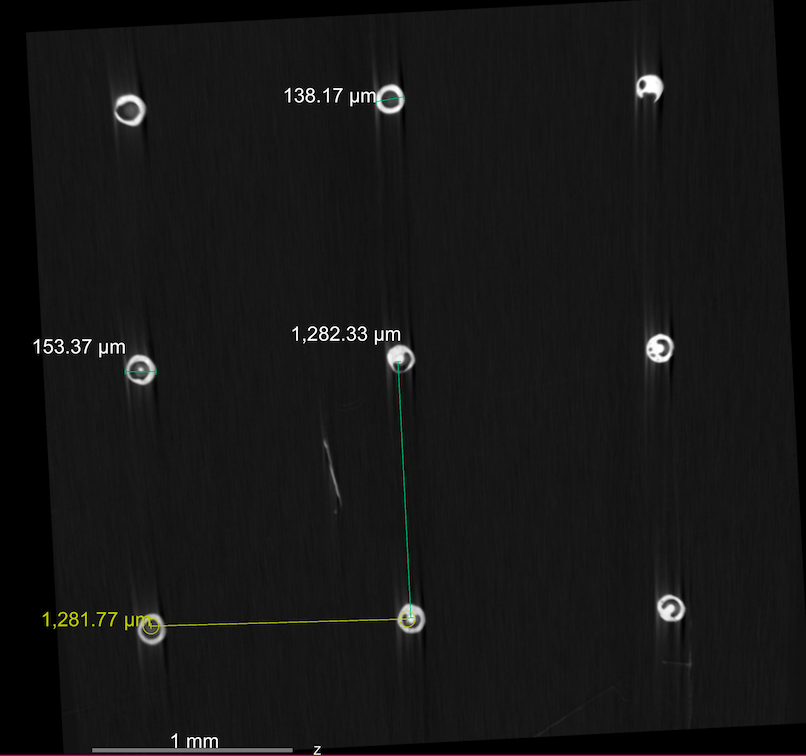 138.17 µm
1,282.33 µm
153.37 µm
1,281.77 µm
1 mm
z